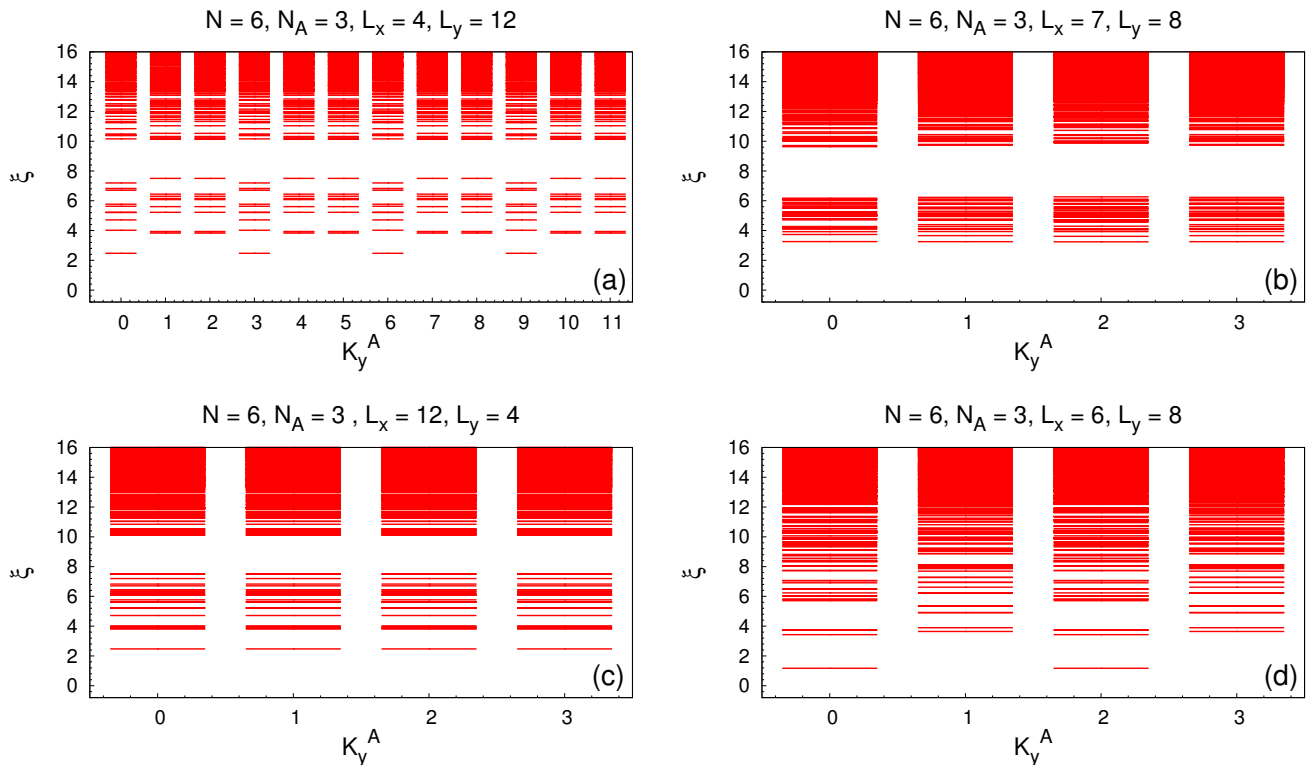 N = 6, N_A = 3, L_x = 4, L_y = 12
16
14
12
10
8
6
4
2
0
ξ
0 1 2 3 4 5 6 7 8 9 10 11
K_y^A
(a)
N = 6, N_A = 3, L_x = 7, L_y = 8
16
14
12
10
8
6
4
2
0
ξ
0 1 2 3
K_y^A
(b)
N = 6, N_A = 3 , L_x = 12, L_y = 4
16
14
12
10
8
6
4
2
0
ξ
0 1 2 3
K_y^A
(c)
N = 6, N_A = 3, L_x = 6, L_y = 8
16
14
12
10
8
6
4
2
0
ξ
0 1 2 3
K_y^A
(d)